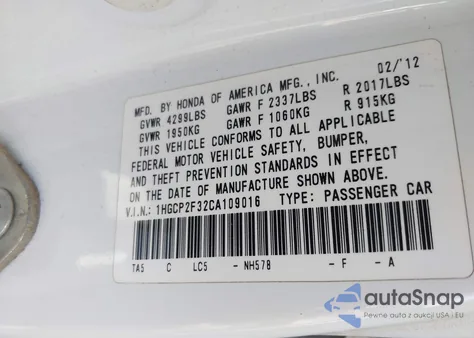 MFD. BY HONDA OF AMERICA MFG., INC. 02/'12
GVWR 4299LBS GAWR F 2337LBS R 2017LBS
GVWR 1950KG GAWR F 1060KG R 915KG
THIS VEHICLE CONFORMS TO ALL APPLICABLE
FEDERAL MOTOR VEHICLE SAFETY, BUMPER,
AND THEFT PREVENTION STANDARDS IN EFFECT
ON THE DATE OF MANUFACTURE SHOWN ABOVE.
V.I.N.: 1HGCP2F32CA109016 TYPE: PASSENGER CAR
TA5 C LC5 - NH578 -F -A
autoSnap
Pewne auta z USA i EU